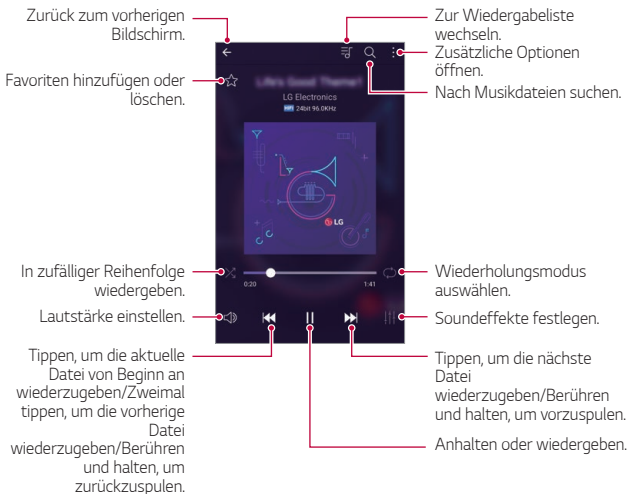 Zurück zum vorherigen
Bildschirm.
Zur Wiedergabeliste
wechseln.
Zusätzliche Optionen
öffnen.
Nach Musikdateien suchen.
Favoriten hinzufügen oder
löschen.
Life's Good Theme1
LG Electronics
HIFI 24bit 96.0KHz
LG
In zufälliger Reihenfolge
wiedergeben.
0:20
1:41
Wiederholungsmodus
auswählen.
Lautstärke einstellen.
Soundeffekte festlegen.
Tippen, um die aktuelle
Datei von Beginn an
wiederzugeben/Zweimal
tippen, um die vorherige
Datei
wiederzugeben/Berühren
und halten, um
zurückzuspulen.
Tippen, um die nächste
Datei
wiederzugeben/Berühren
und halten, um vorzuspulen.
Anhalten oder wiedergeben.